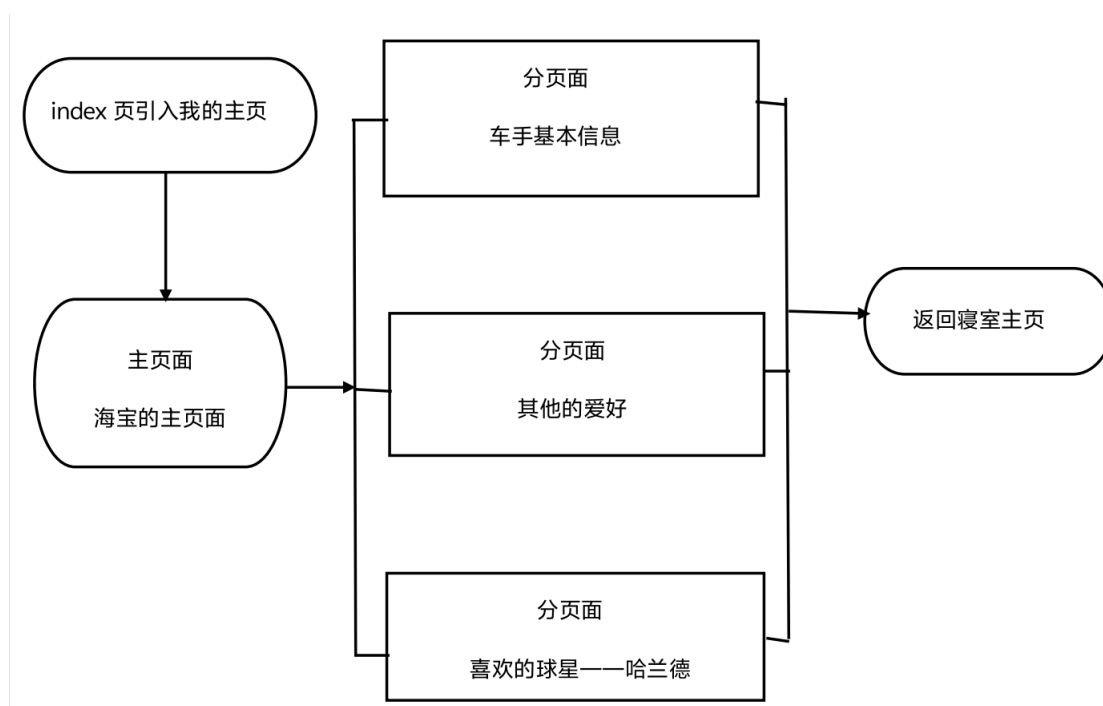 index 页引入我的主页
主页面
海宝的主页面
分页面
车手基本信息
分页面
其他的爱好
分页面
喜欢的球星一一哈兰德
返回寝室主页